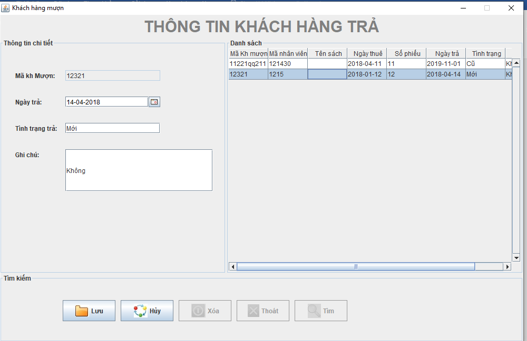 Khách hàng mượn
THÔNG TIN KHÁCH HÀNG TRẢ
Thông tin chi tiết
Mã kh Mượn: 12321
Ngày trả: 14-04-2018
Tình trạng trả: Mới
Ghi chú: Không
Danh sách
Mã Kh mượn Mã nhân viên Tên sách Ngày thuê Số phiếu Ngày trả Tình trạng
11221qq211 121430 2018-04-11 11 2019-11-01 Cũ
12321 1215 2018-01-12 12 2018-04-14 Mới
Tìm kiếm
Lưu Hủy Xóa Thoát Tìm